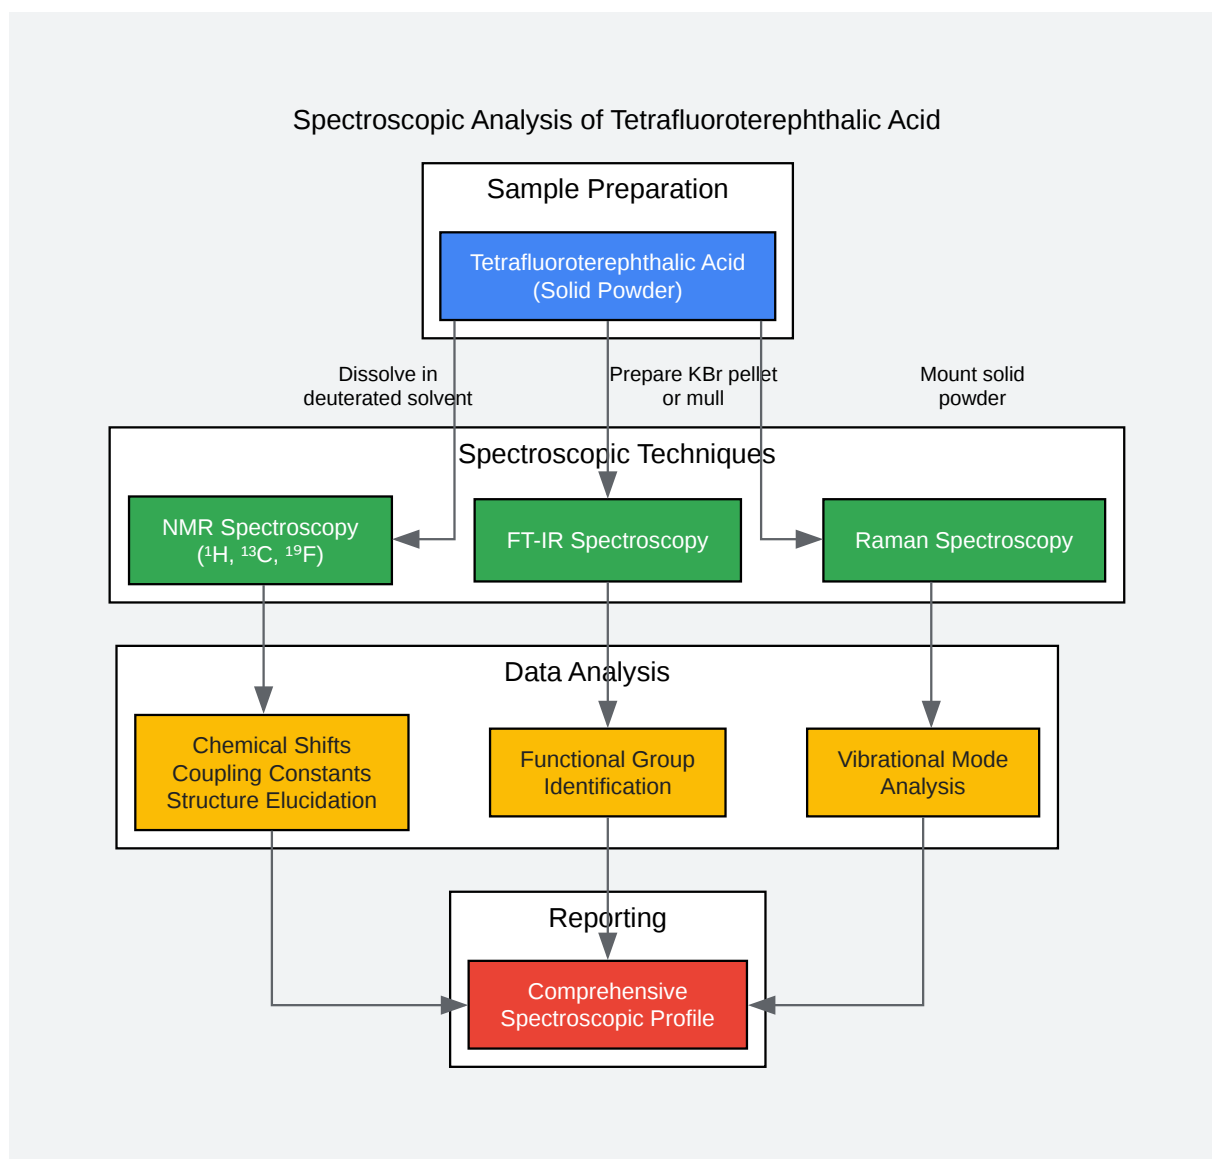 Spectroscopic Analysis of Tetrafluoroterephthalic Acid
Sample Preparation
Tetrafluoroterephthalic Acid
(Solid Powder)
Dissolve in
deuterated solvent
Prepare KBr pellet
or mull
Mount solid
powder
Spectroscopic Techniques
NMR Spectroscopy
(¹H, ¹³C, ¹⁹F)
FT-IR Spectroscopy
Raman Spectroscopy
Data Analysis
Chemical Shifts
Coupling Constants
Structure Elucidation
Functional Group
Identification
Vibrational Mode
Analysis
Reporting
Comprehensive
Spectroscopic Profile